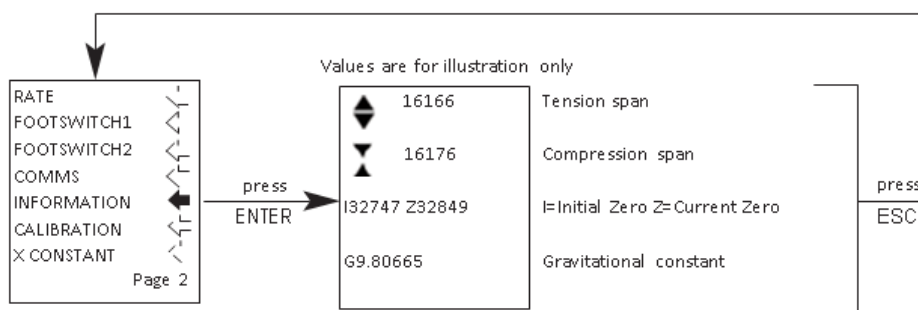 Values are for illustration only
RATE
FOOTSWITCH1
FOOTSWITCH2
COMMS
INFORMATION
CALIBRATION
X CONSTANT
Page 2
press
ENTER
16166 Tension span
16176 Compression span
I32747 Z32849 I=Initial Zero Z=Current Zero
G9.80665 Gravitational constant
press
ESC